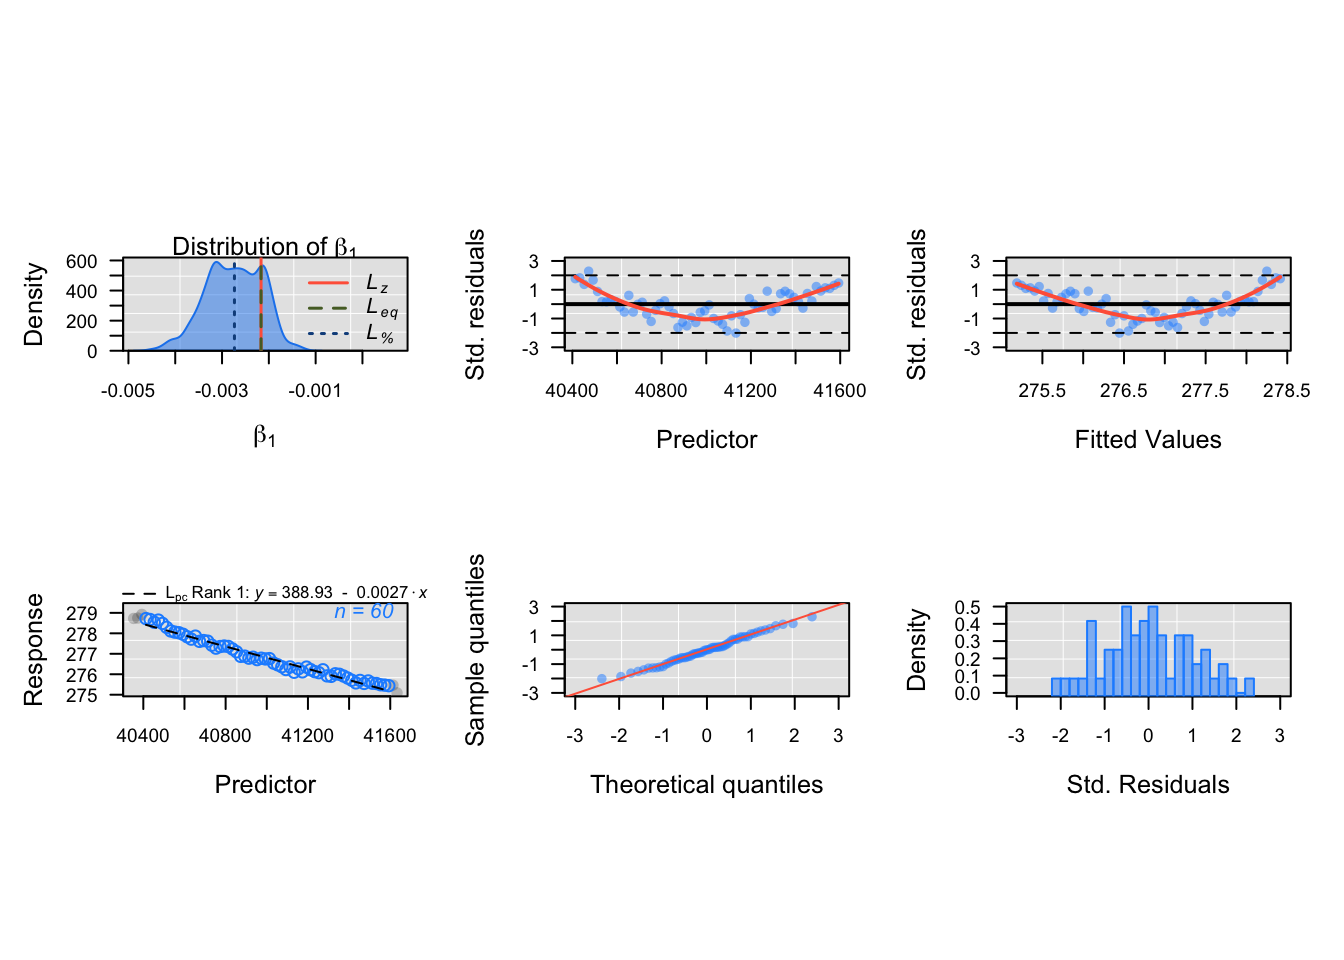 Distribution of β1
Density
600
400
200
0
Lz
Leq
L%
-0.005 -0.003 -0.001
β1
Std. residuals
3
1
-1
-3
40400 40800 41200 41600
Predictor
Std. residuals
3
1
-1
-3
275.5 276.5 277.5 278.5
Fitted Values
Lpc Rank 1: y = 388.93 - 0.0027 · x
n = 60
Response
279
278
277
276
275
40400 40800 41200 41600
Predictor
Sample quantiles
3
1
-1
-3
-3 -2 -1 0 1 2 3
Theoretical quantiles
Density
0.5
0.3
0.2
0.1
0.0
-3 -2 -1 0 1 2 3
Std. Residuals